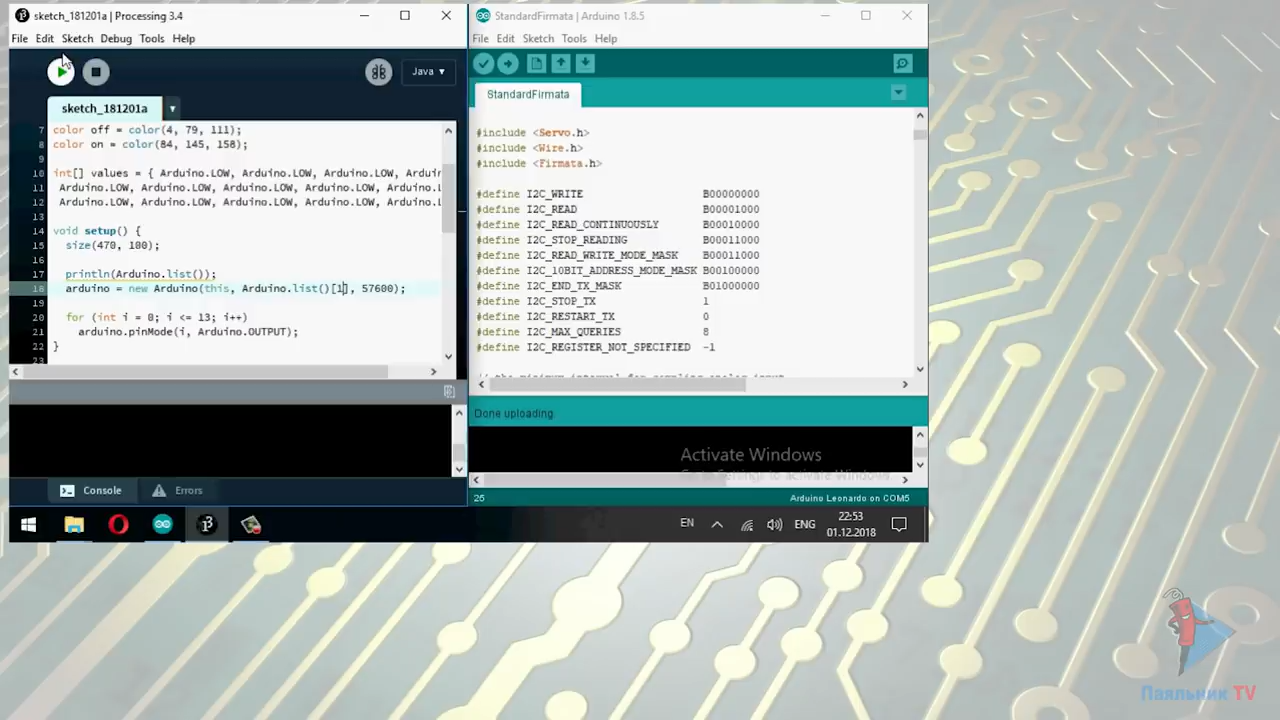 sketch_181201a | Processing 3.4
File Edit Sketch Debug Tools Help
Java ▾
sketch_181201a
7 color off = color(4, 79, 111);
8 color on = color(84, 145, 158);
9
10 int[] values = { Arduino.LOW, Arduino.LOW, Arduino.LOW, Arduin
11 Arduino.LOW, Arduino.LOW, Arduino.LOW, Arduino.LOW, Arduino.L
12 Arduino.LOW, Arduino.LOW, Arduino.LOW, Arduino.LOW, Arduino.L
13
14 void setup() {
15 size(470, 180);
16
17 println(Arduino.list());
18 arduino = new Arduino(this, Arduino.list()[1], 57600);
19
20 for (int i = 0; i <= 13; i++)
21 arduino.pinMode(i, Arduino.OUTPUT);
22 }
23
Console Errors
StandardFirmata | Arduino 1.8.5
File Edit Sketch Tools Help
StandardFirmata
#include <Servo.h>
#include <Wire.h>
#include <Firmata.h>
#define I2C_WRITE B00000000
#define I2C_READ B00001000
#define I2C_READ_CONTINUOUSLY B00010000
#define I2C_STOP_READING B00011000
#define I2C_READ_WRITE_MODE_MASK B00011000
#define I2C_10BIT_ADDRESS_MODE_MASK B00100000
#define I2C_END_TX_MASK B01000000
#define I2C_STOP_TX 1
#define I2C_RESTART_TX 0
#define I2C_MAX_QUERIES 8
#define I2C_REGISTER_NOT_SPECIFIED -1
Done uploading
Activate Windows
Go to Settings to activate Windows
25 Arduino Leonardo on COM5
EN ENG 22:53
01.12.2018
Паяльник TV